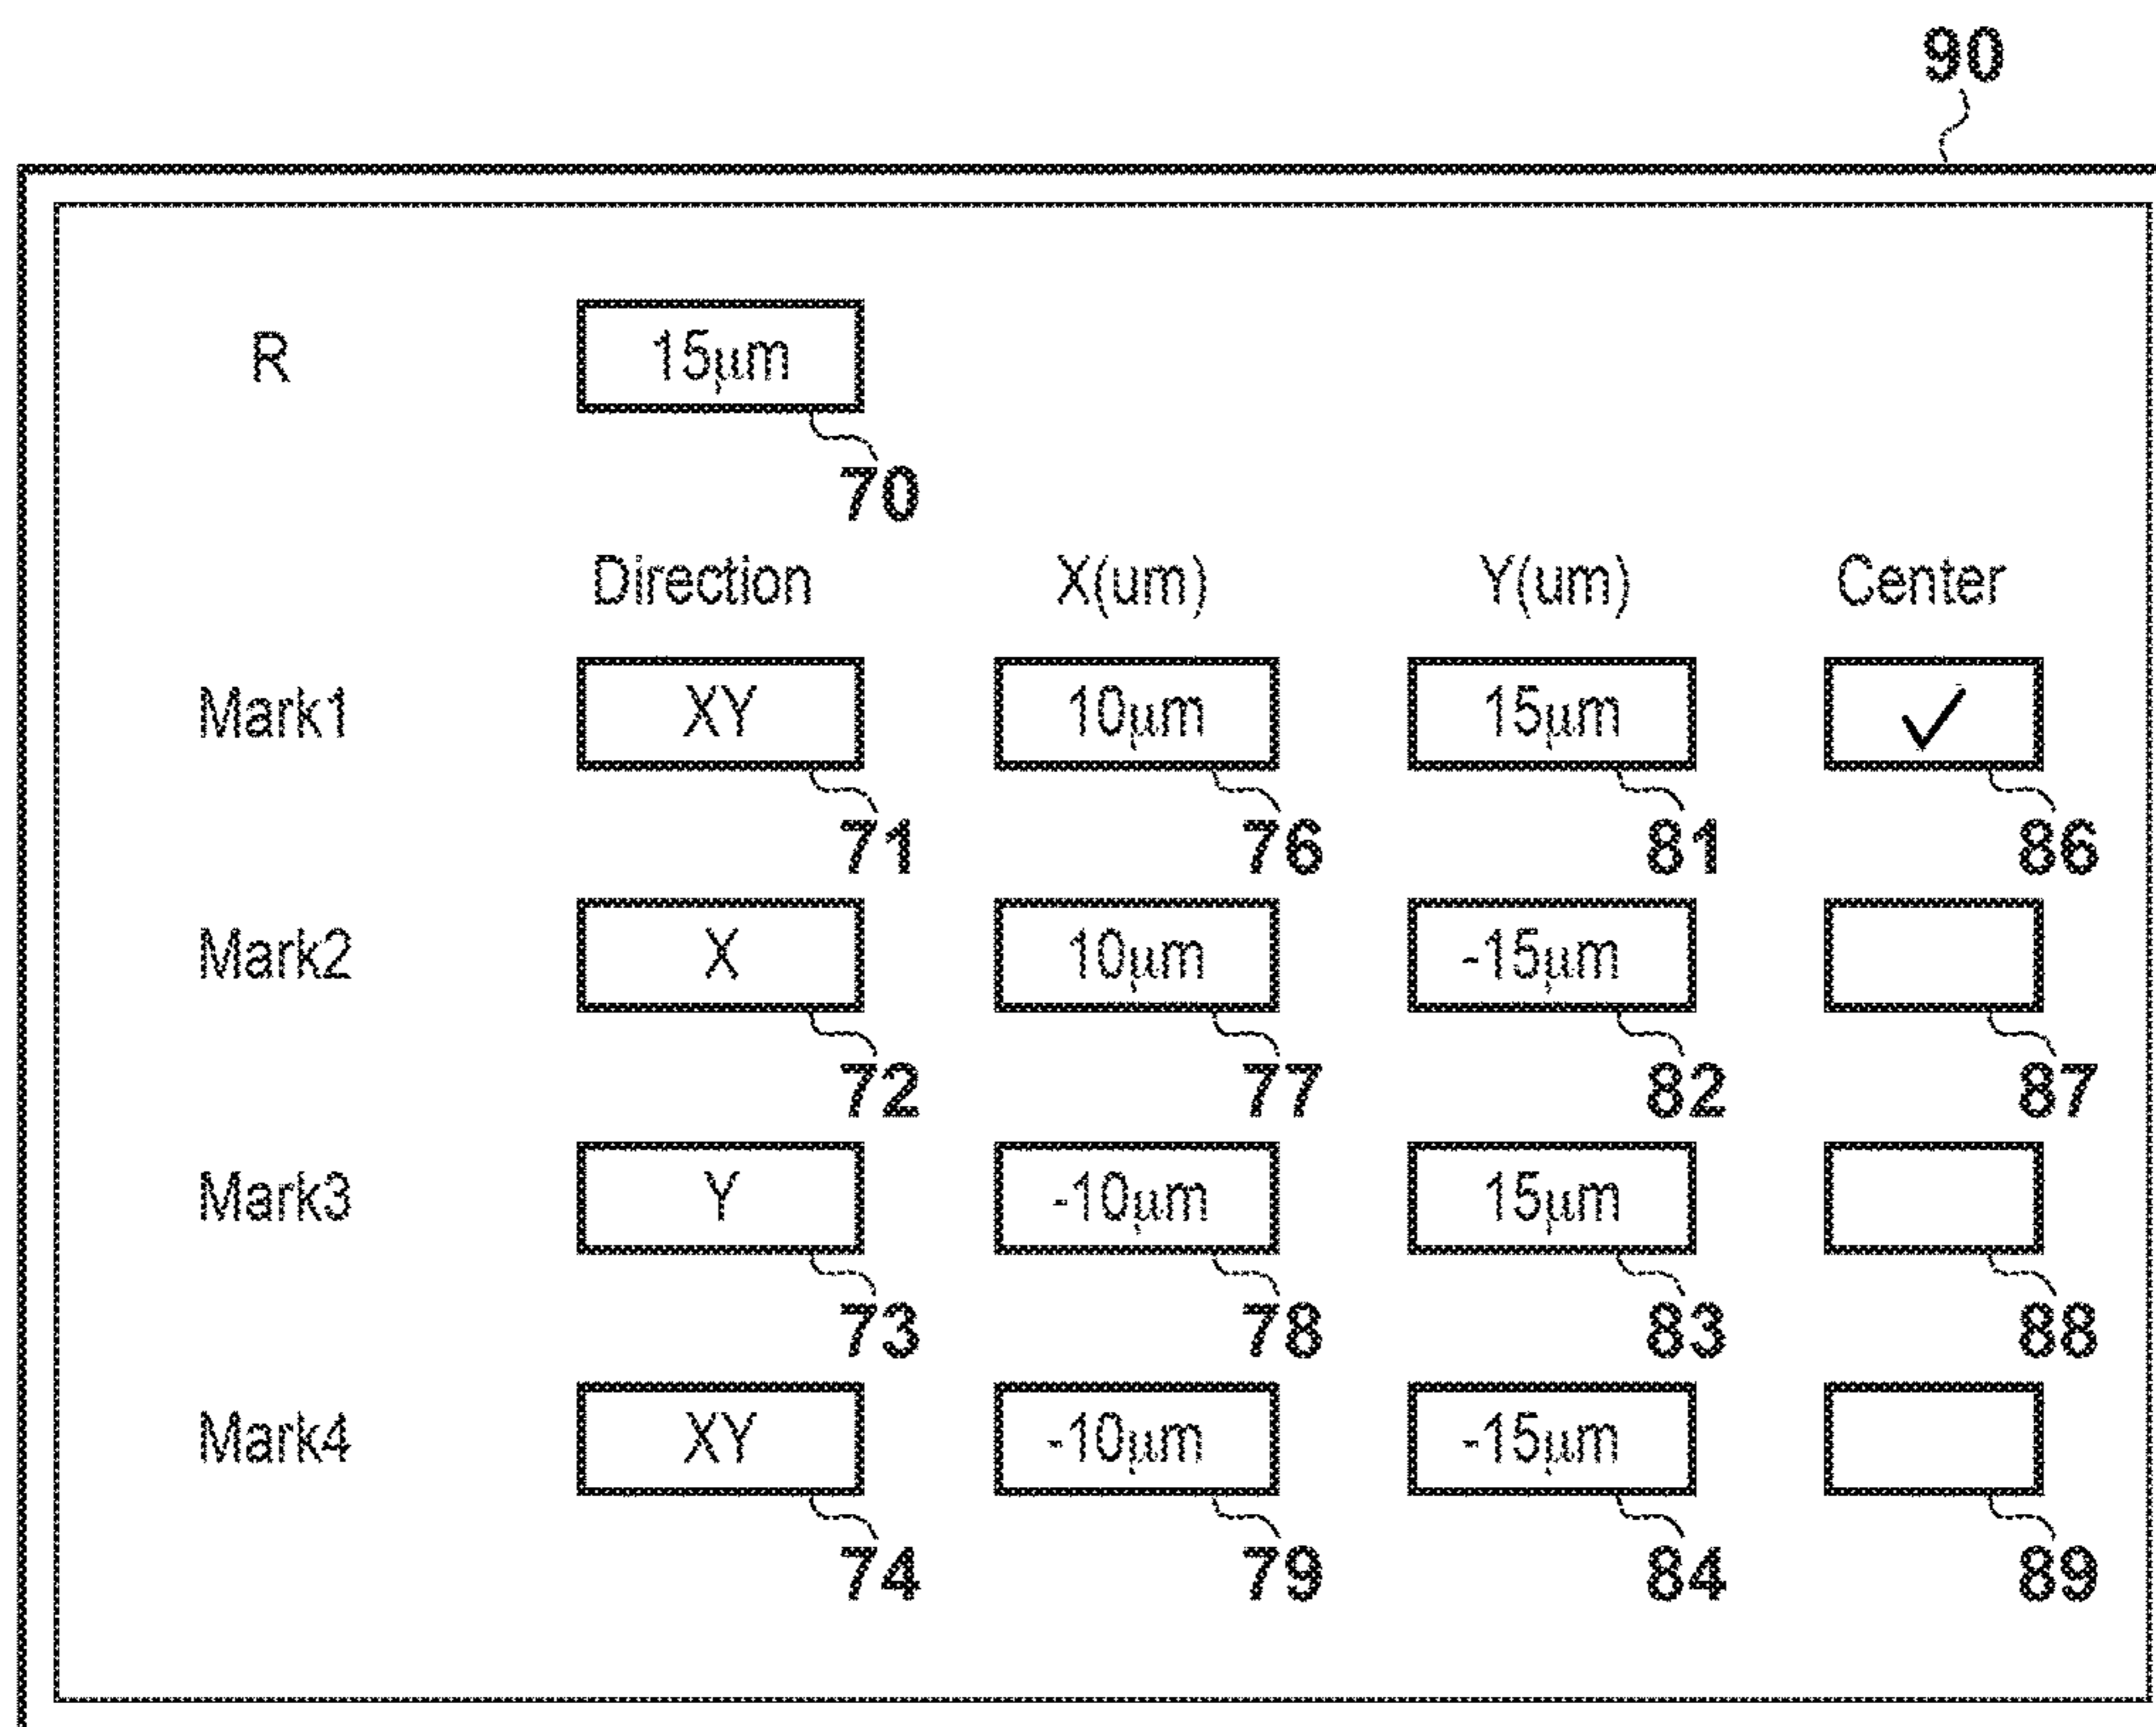 90
R 15μm
70
Direction X(um) Y(um) Center
Mark1 XY 10μm 15μm ✓
71 76 81 86
Mark2 X 10μm -15μm
72 77 82 87
Mark3 Y -10μm 15μm
73 78 83 88
Mark4 XY -10μm -15μm
74 79 84 89